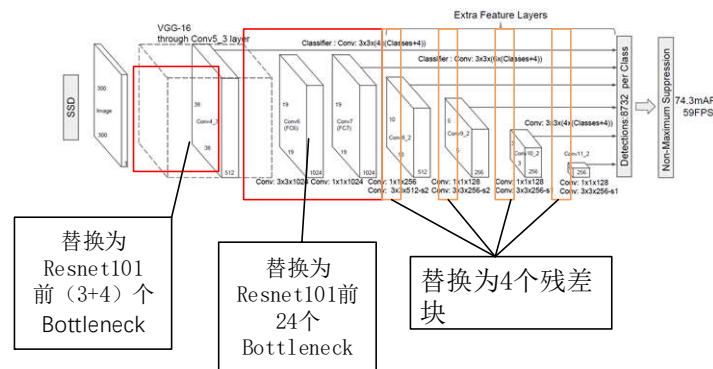 Extra Feature Layers
VGG-16
through Conv5_3 layer
Classifier : Conv: 3x3x(4x(Classes+4))
Classifier : Conv: 3x3x(6x(Classes+4))
SSD
300
Image
300
3
38
Conv4_3
38
512
19
Conv6
(FC6)
19
1024
19
Conv7
(FC7)
19
1024
10
Conv8_2
10
512
5
Conv9_2
5
256
Conv: 3x3x(4x(Classes+4))
3
Conv10_2
3
256
Conv11_2
256
Detections:8732 per Class
Non-Maximum Suppression
74.3mAP
59FPS
Conv: 3x3x1024
Conv: 1x1x1024
Conv: 1x1x256
Conv: 3x3x512-s2
Conv: 1x1x128
Conv: 3x3x256-s2
Conv: 1x1x128
Conv: 3x3x256-s1
Conv: 1x1x128
Conv: 3x3x256-s1
替换为
Resnet101
前（3+4）个
Bottleneck
替换为
Resnet101前
24个
Bottleneck
替换为4个残差
块